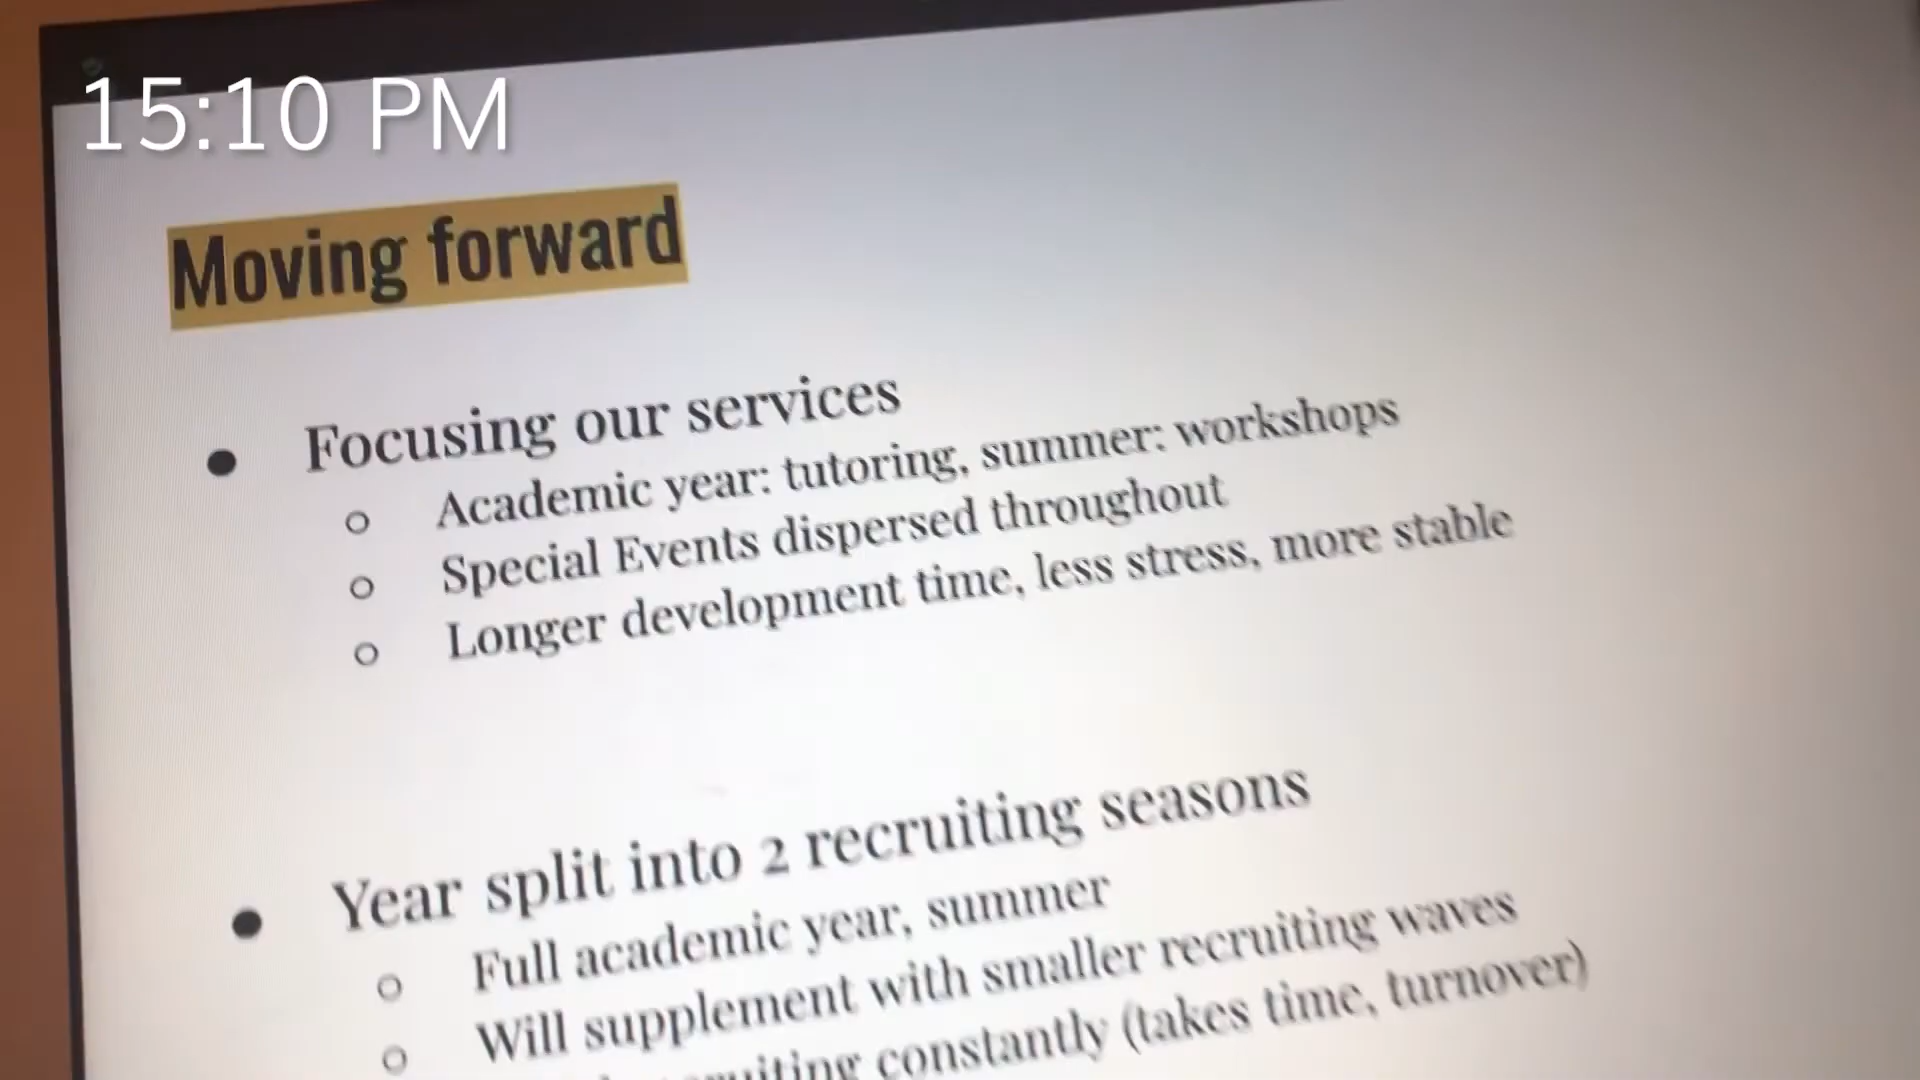 15:10 PM
Moving forward
● Focusing our services
○ Academic year: tutoring, summer: workshops
○ Special Events dispersed throughout
○ Longer development time, less stress, more stable
● Year split into 2 recruiting seasons
○ Full academic year, summer
○ Will supplement with smaller recruiting waves
constantly (takes time, turnover)